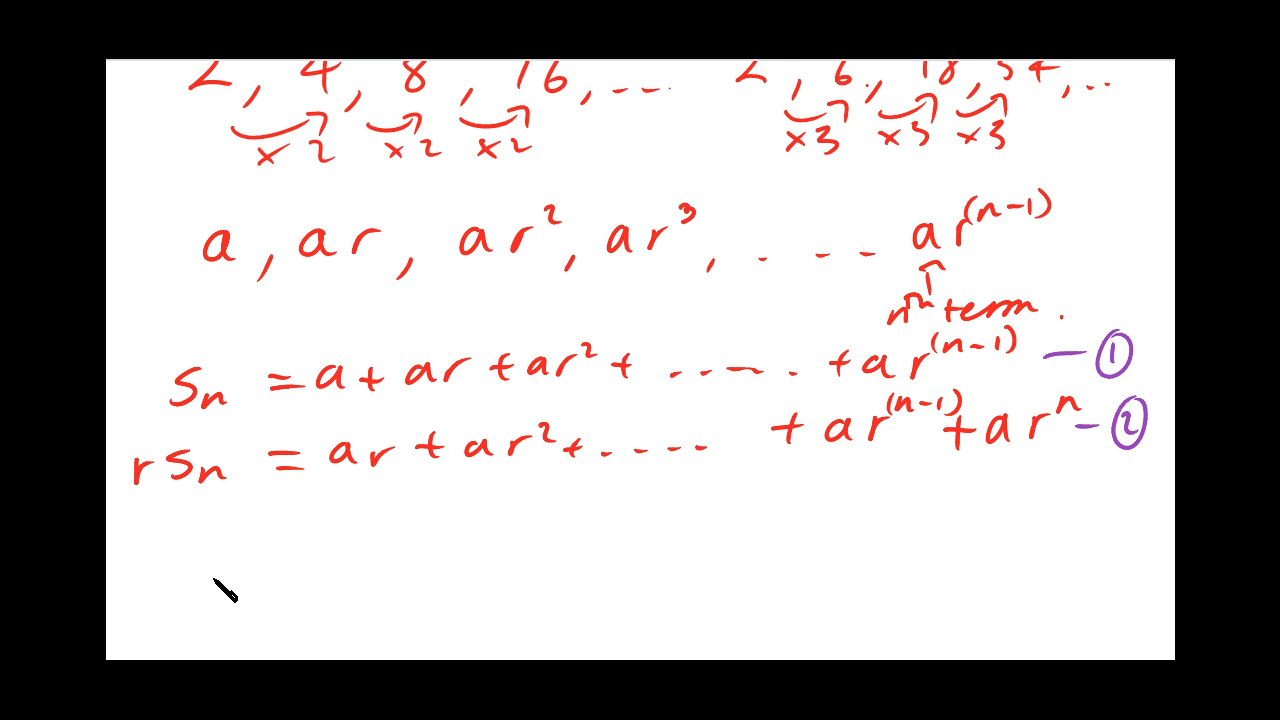 2, 4, 8, 16, ... 2, 6, 18, 54, ...
×2 ×2 ×2 ×3 ×3 ×3
a, ar, ar², ar³, . . . . ar⁽ⁿ⁻¹⁾
↑
nᵗʰ term.
Sₙ = a + ar + ar² + ...... + ar⁽ⁿ⁻¹⁾ — ①
rSₙ = ar + ar² + ..... + ar⁽ⁿ⁻¹⁾ + arⁿ - ②